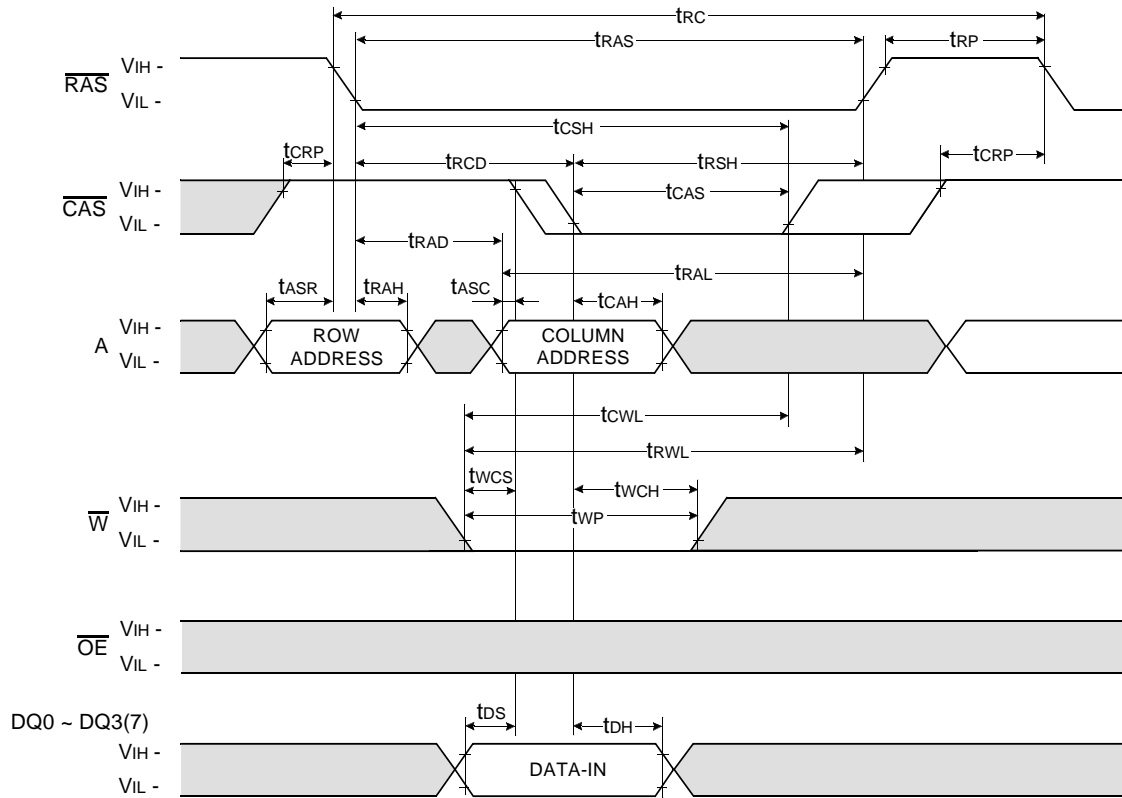 tRC
tRAS
tRP
RAS
VIH -
VIL -
tCSH
tCRP
tRCD
tRSH
tCRP
CAS
VIH -
VIL -
tCAS
tRAD
tRAL
tASR
tRAH
tASC
tCAH
A
VIH -
VIL -
ROW
ADDRESS
COLUMN
ADDRESS
tCWL
tRWL
tWCS
tWCH
W
VIH -
VIL -
tWP
OE
VIH -
VIL -
DQ0 ~ DQ3(7)
tDS
tDH
VIH -
VIL -
DATA-IN